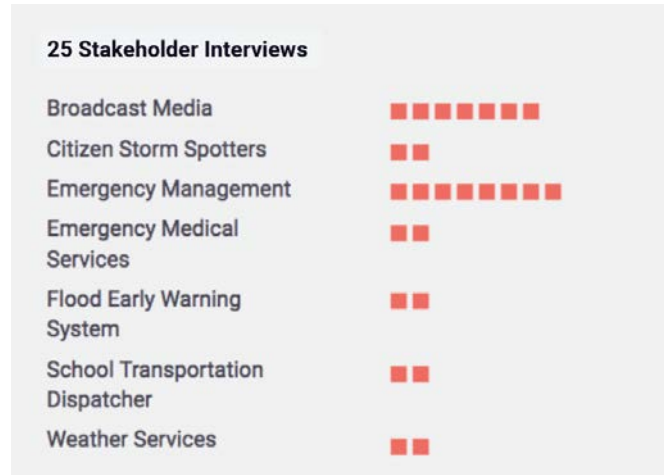 25 Stakeholder Interviews
Broadcast Media
Citizen Storm Spotters
Emergency Management
Emergency Medical
Services
Flood Early Warning
System
School Transportation
Dispatcher
Weather Services